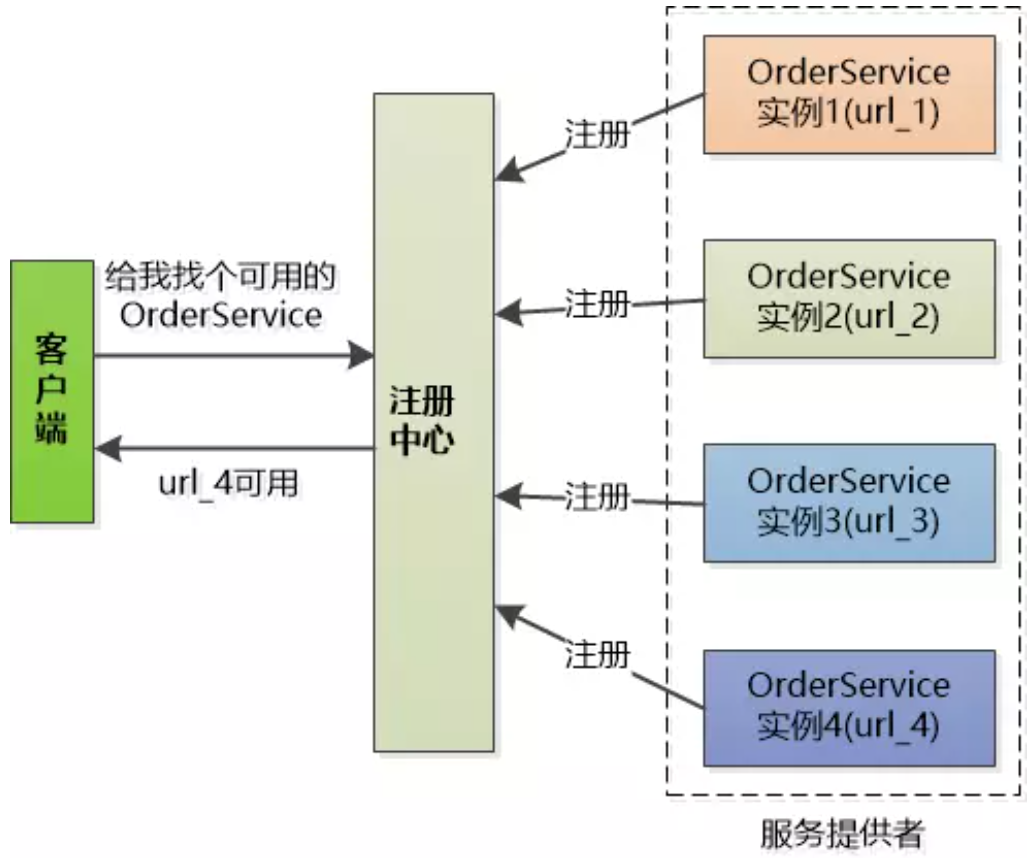 客
户
端
给我找个可用的
OrderService
url_4可用
注册
中心
注册
注册
注册
注册
OrderService
实例1(url_1)
OrderService
实例2(url_2)
OrderService
实例3(url_3)
OrderService
实例4(url_4)
服务提供者